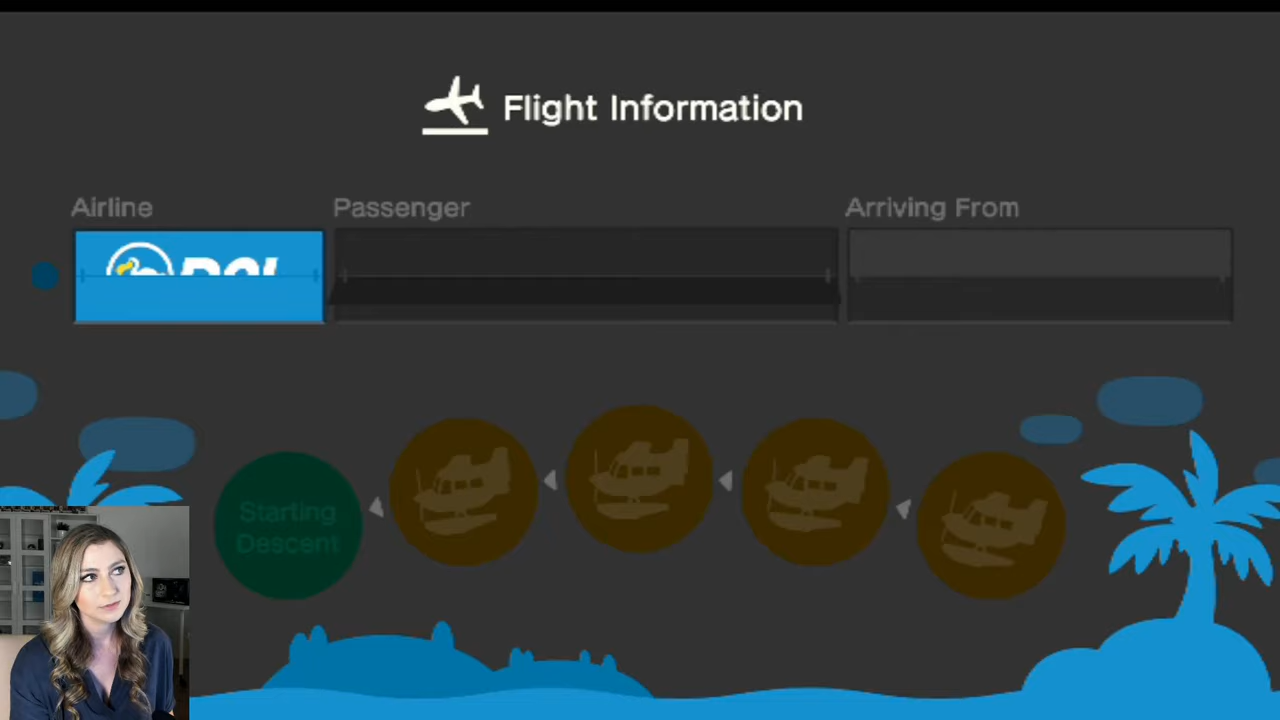 Flight Information
Airline
Passenger
Arriving From
Starting
Descent